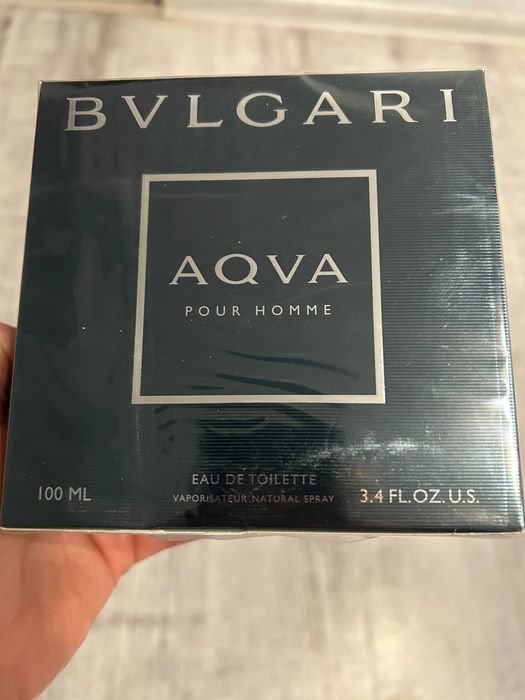 BVLGARI
AQVA
POUR HOMME
EAU DE TOILETTE
100 ML
VAPORISATEUR·NATURAL SPRAY
3.4 FL.OZ. U.S.